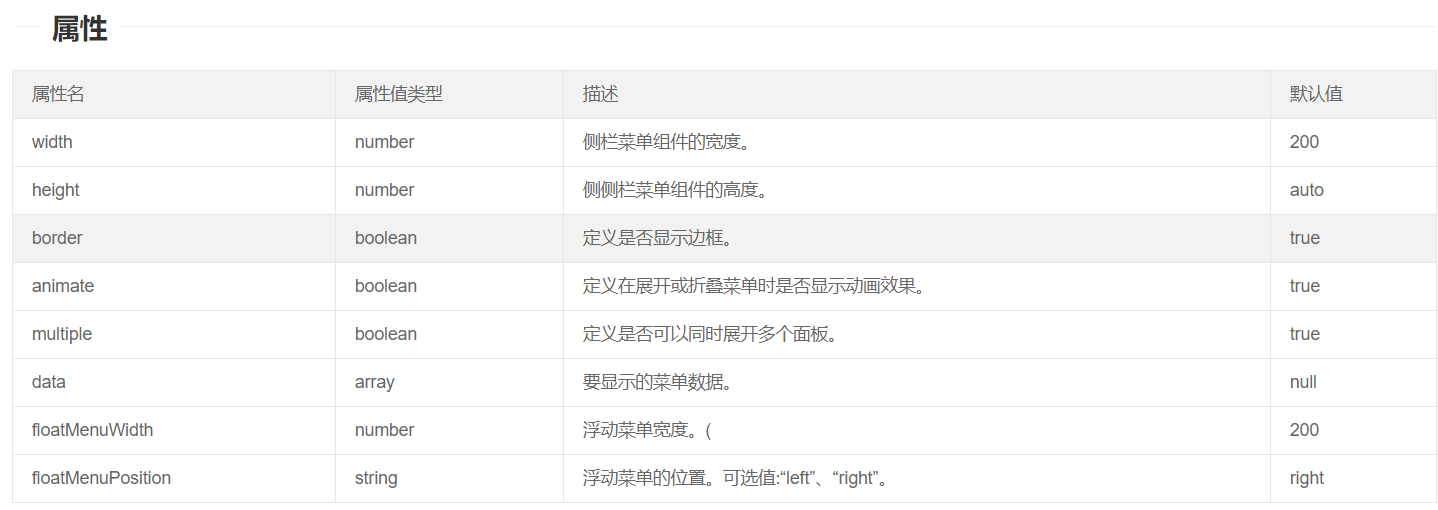 属性
属性名 属性值类型 描述 默认值
width number 侧栏菜单组件的宽度。 200
height number 侧侧栏菜单组件的高度。 auto
border boolean 定义是否显示边框。 true
animate boolean 定义在展开或折叠菜单时是否显示动画效果。 true
multiple boolean 定义是否可以同时展开多个面板。 true
data array 要显示的菜单数据。 null
floatMenuWidth number 浮动菜单宽度。( 200
floatMenuPosition string 浮动菜单的位置。可选值:“left”、“right”。 right